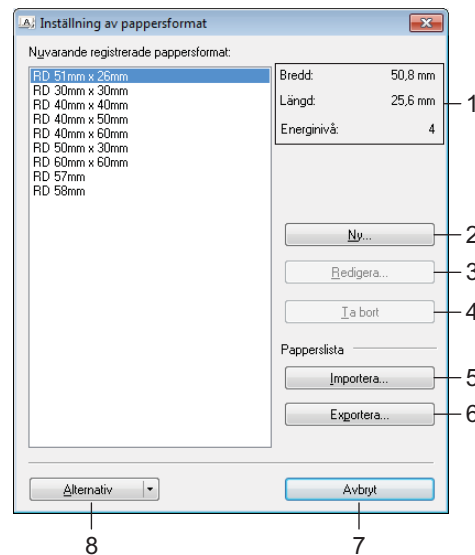 Inställning av pappersformat
Nuvarande registrerade pappersformat:
RD 51mm x 26mm
RD 30mm x 30mm
RD 40mm x 40mm
RD 40mm x 50mm
RD 40mm x 60mm
RD 50mm x 30mm
RD 60mm x 60mm
RD 57mm
RD 58mm
Bredd: 50,8 mm
Längd: 25,6 mm
Energinivå: 4
1
Ny... 2
Redigera... 3
Ta bort 4
Papperslista
Importera... 5
Exportera... 6
Alternativ
Avbryt
8
7